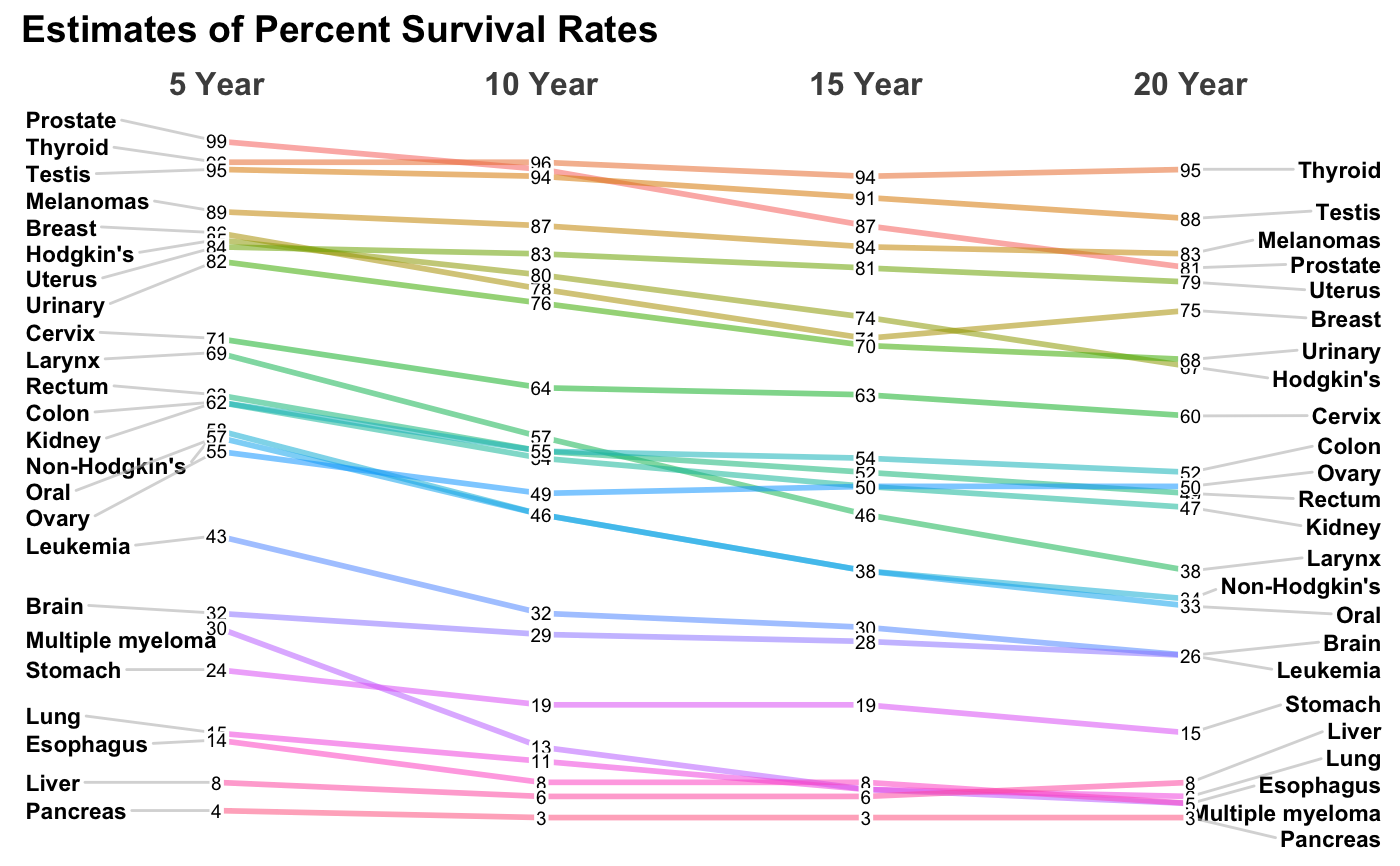 Estimates of Percent Survival Rates
5 Year 10 Year 15 Year 20 Year
Prostate
99
Thyroid
96 94 95 Thyroid
Testis 95 94
Melanomas 91 Testis
89 87 87 88
Breast
Hodgkin's 84 83 84 83 Melanomas
82 81 81 Prostate
Uterus 80 79 Uterus
Urinary 78 76 75 Breast
74
Cervix 71 70 68 Urinary
Larynx 69 Hodgkin's
Rectum 64 63
Colon 62 60 Cervix
Kidney 57 57 Colon
Non-Hodgkin's 55 55 54 52 Ovary
52
Oral 49 50 50 Rectum
Ovary 46 46 47 Kidney
Leukemia 43
38 38 Larynx
Non-Hodgkin's
Brain 32 32 33 Oral
Multiple myeloma 30 29 30 Brain
28 26 Leukemia
Stomach 24
19 19 Stomach
Lung 15 Liver
Esophagus 14 13 Lung
11
Liver 8 8 8 8 Esophagus
6 6 5 Multiple myeloma
Pancreas 4 3 3 3
Pancreas